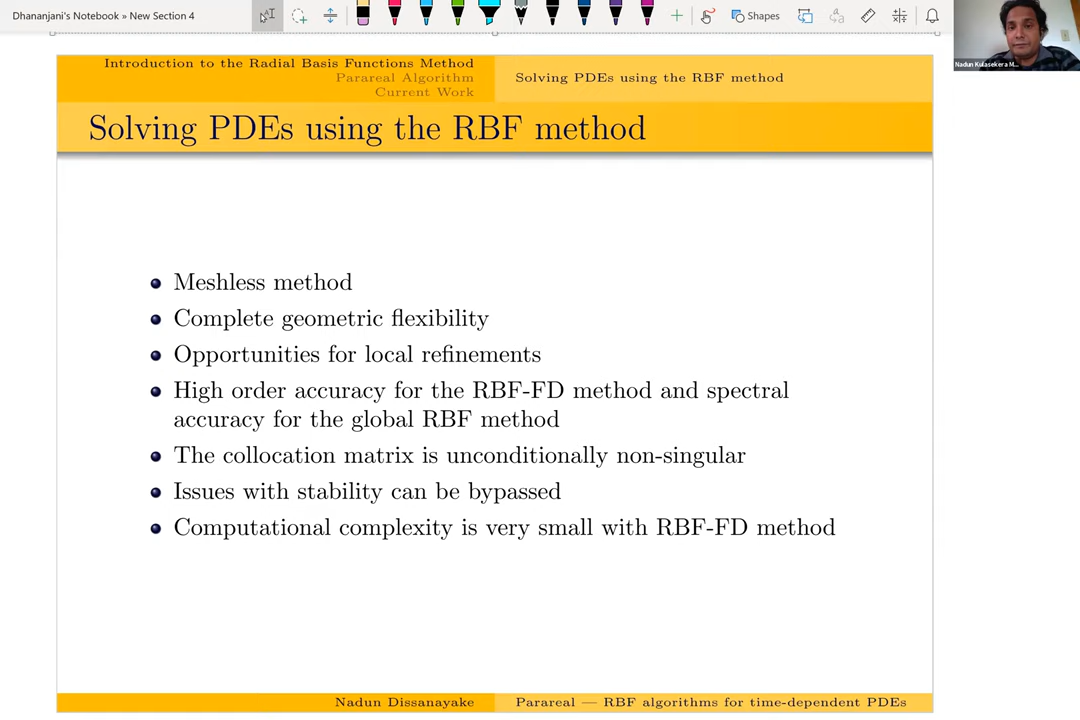 Dhananjani's Notebook » New Section 4
Shapes
Nadun Kulasekera M...
Introduction to the Radial Basis Functions Method
Parareal Algorithm
Current Work
Solving PDEs using the RBF method
Solving PDEs using the RBF method
Meshless method
Complete geometric flexibility
Opportunities for local refinements
High order accuracy for the RBF-FD method and spectral
accuracy for the global RBF method
The collocation matrix is unconditionally non-singular
Issues with stability can be bypassed
Computational complexity is very small with RBF-FD method
Nadun Dissanayake
Parareal — RBF algorithms for time-dependent PDEs